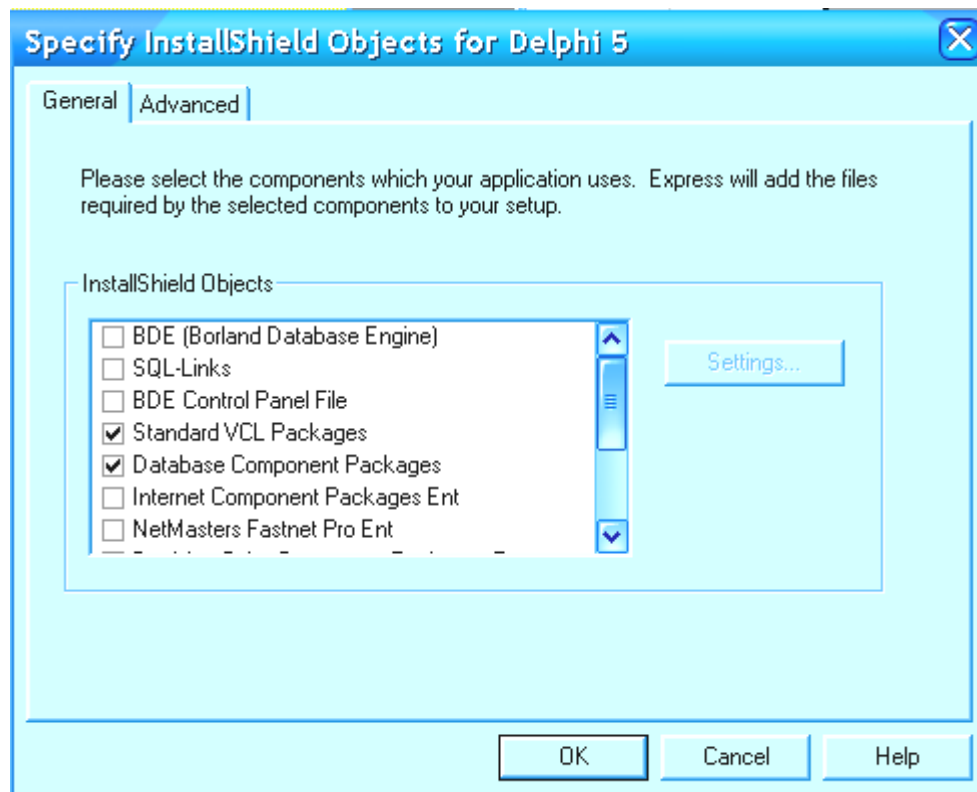 Specify InstallShield Objects for Delphi 5
General Advanced
Please select the components which your application uses. Express will add the files
required by the selected components to your setup.
InstallShield Objects
BDE (Borland Database Engine)
SQL-Links
BDE Control Panel File
Standard VCL Packages
Database Component Packages
Internet Component Packages Ent
NetMasters Fastnet Pro Ent
Settings...
OK Cancel Help